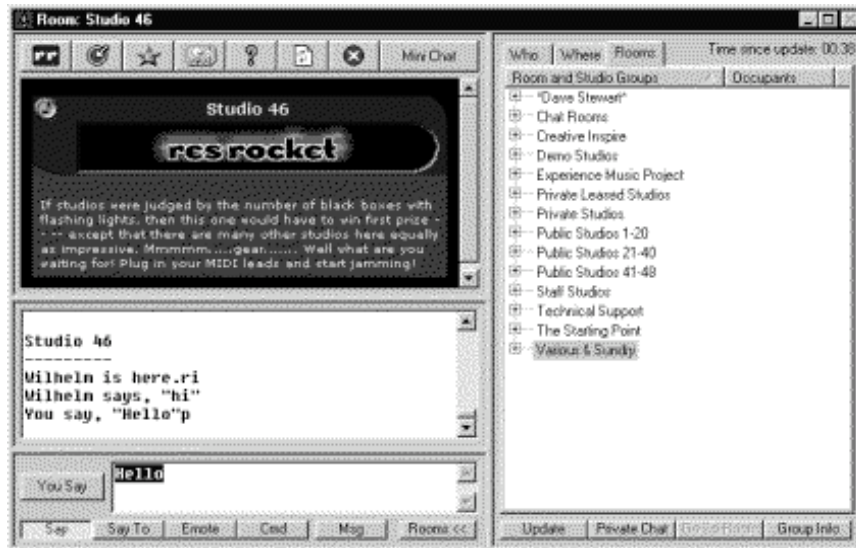 Room: Studio 46
Mini Chat
Studio 46
res rocket
If studios were judged by the number of black boxes with
flashing lights, then this one would have to win first prize -
- - except that there are many other studios here equally
as impressive. Mmmmm.....gear....... Well what are you
waiting for! Plug in your MIDI leads and start jamming!
Studio 46
---------
Wilhelm is here.ri
Wilhelm says, "hi"
You say, "Hello"p
You Say
Hello
Say Say To Emote Cmd Msg Rooms <<
Who Where Rooms Time since update: 00.38
Room and Studio Groups Occupants
"Dave Stewart"
Chat Rooms
Creative Inspire
Demo Studios
Experience Music Project
Private Leased Studios
Private Studios
Public Studios 1-20
Public Studios 21-40
Public Studios 41-48
Staff Studios
Technical Support
The Starting Point
Various & Sundry
Update Private Chat Go to Room Group Info